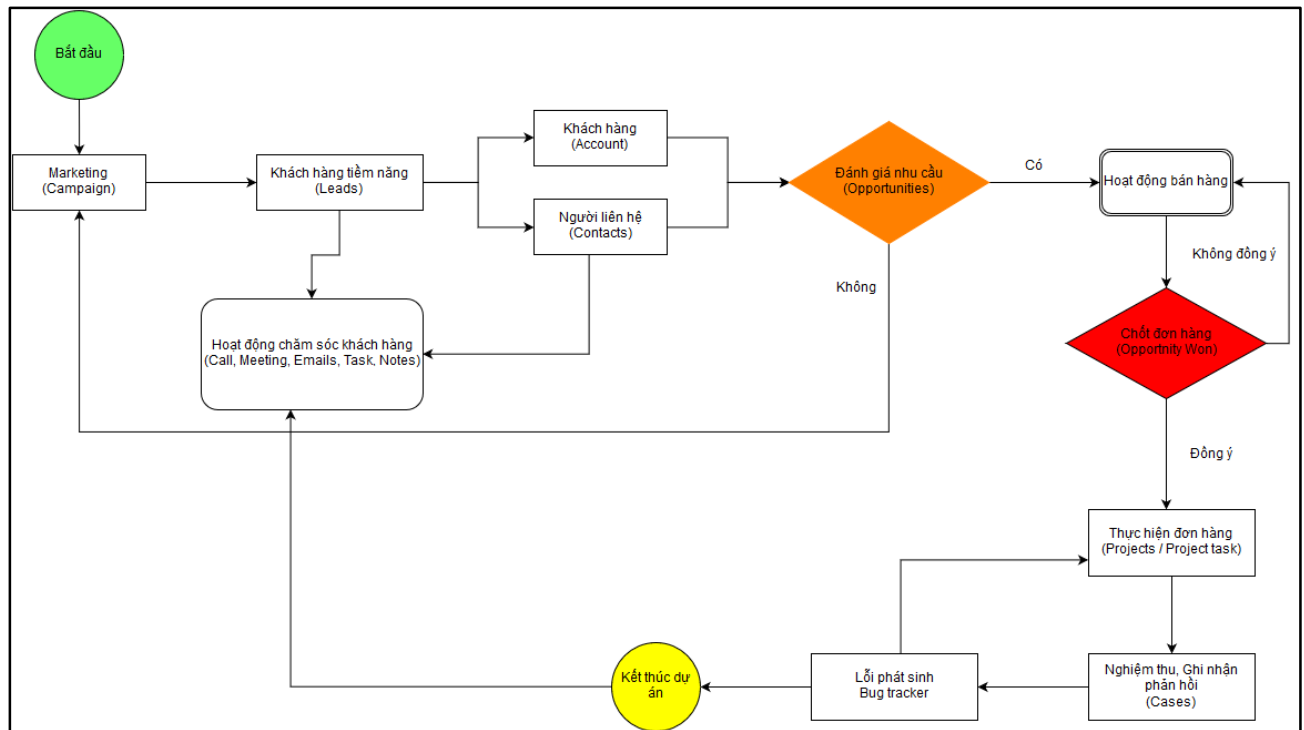 Bắt đầu
Marketing
(Campaign)
Khách hàng tiềm năng
(Leads)
Khách hàng
(Account)
Người liên hệ
(Contacts)
Đánh giá nhu cầu
(Opportunities)
Có
Hoạt động bán hàng
Không
Không đồng ý
Hoạt động chăm sóc khách hàng
(Call, Meeting, Emails, Task, Notes)
Chốt đơn hàng
(Opportnity Won)
Đồng ý
Thực hiện đơn hàng
(Projects / Project task)
Nghiệm thu, Ghi nhận
phản hồi
(Cases)
Lỗi phát sinh
Bug tracker
Kết thúc dự
án